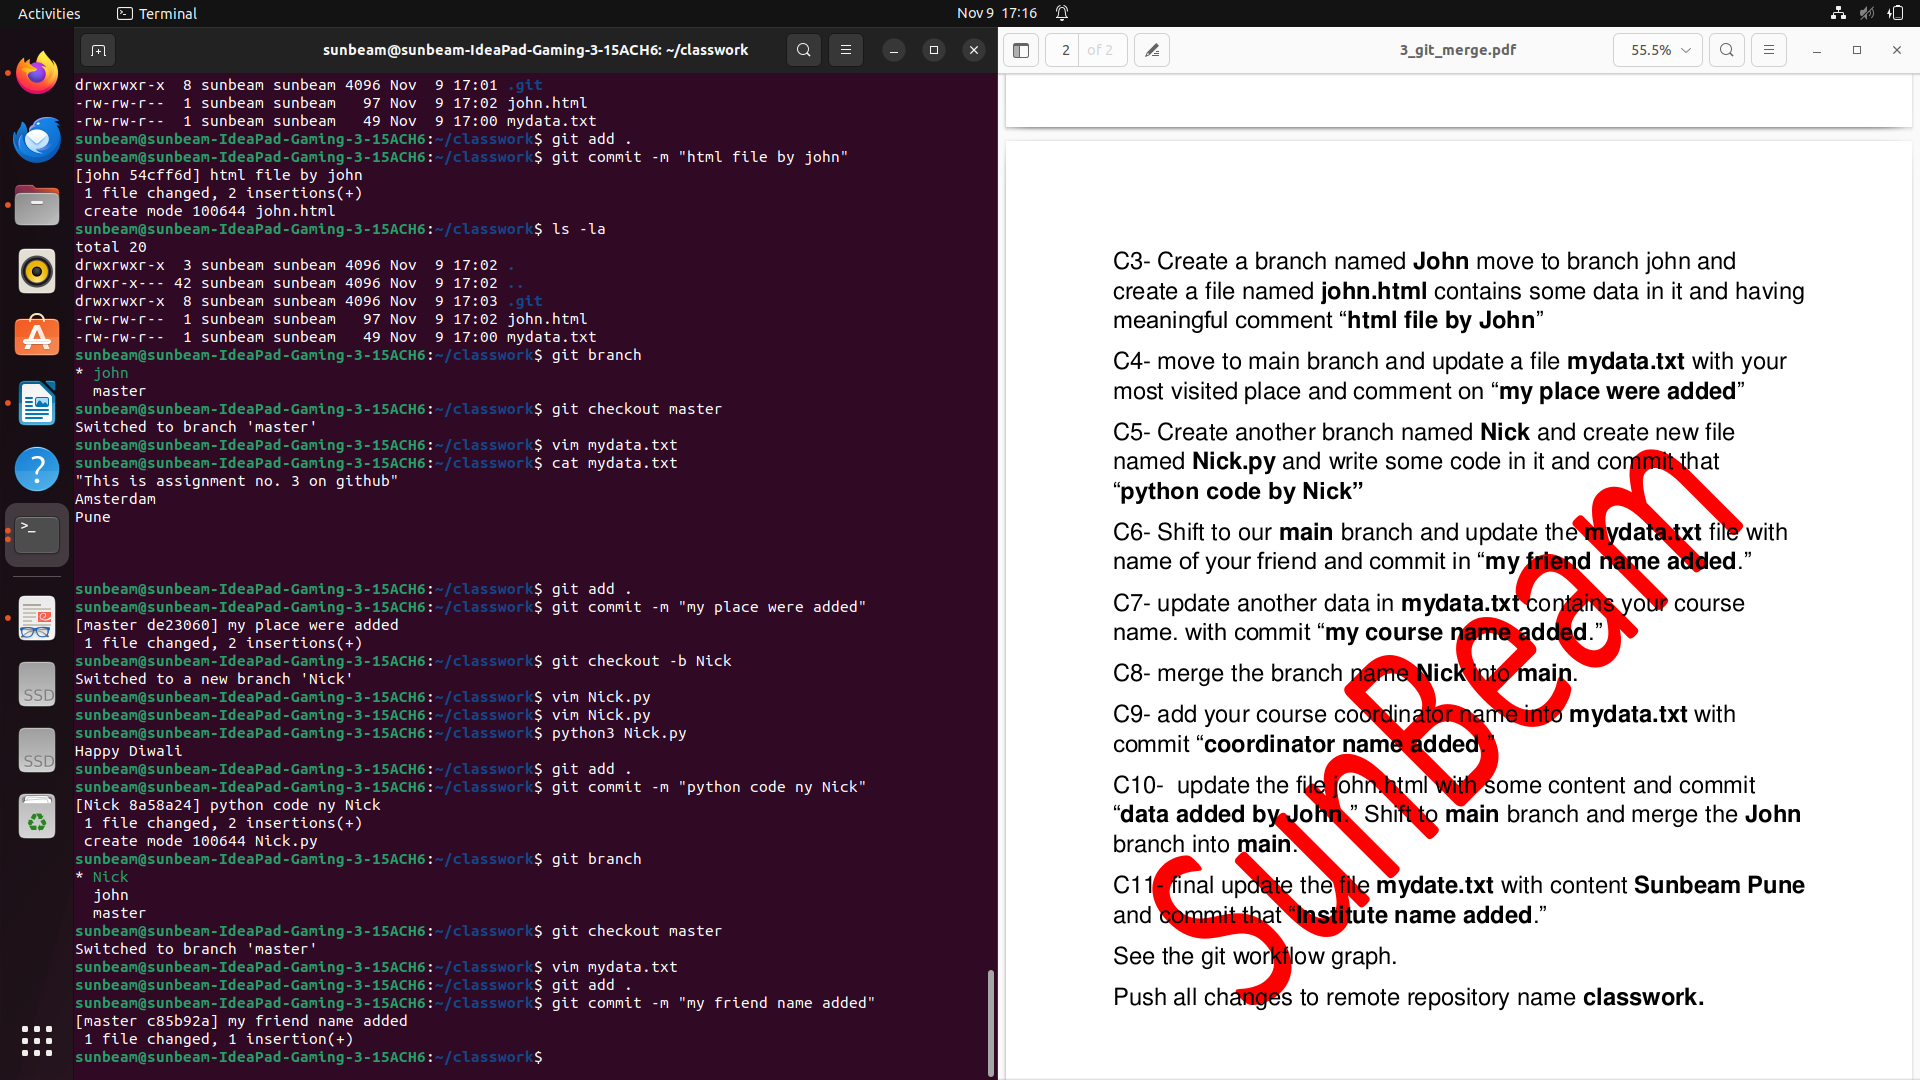 Activities
Terminal
Nov 9 17:16
sunbeam@sunbeam-IdeaPad-Gaming-3-15ACH6: ~/classwork
drwxrwxr-x  8 sunbeam sunbeam 4096 Nov  9 17:01 .git
-rw-rw-r--  1 sunbeam sunbeam   97 Nov  9 17:02 john.html
-rw-rw-r--  1 sunbeam sunbeam   49 Nov  9 17:00 mydata.txt
sunbeam@sunbeam-IdeaPad-Gaming-3-15ACH6:~/classwork$ git add .
sunbeam@sunbeam-IdeaPad-Gaming-3-15ACH6:~/classwork$ git commit -m "html file by john"
[john 54cff6d] html file by john
 1 file changed, 2 insertions(+)
 create mode 100644 john.html
sunbeam@sunbeam-IdeaPad-Gaming-3-15ACH6:~/classwork$ ls -la
total 20
drwxrwxr-x  3 sunbeam sunbeam 4096 Nov  9 17:02 .
drwxr-x--- 42 sunbeam sunbeam 4096 Nov  9 17:02 ..
drwxrwxr-x  8 sunbeam sunbeam 4096 Nov  9 17:03 .git
-rw-rw-r--  1 sunbeam sunbeam   97 Nov  9 17:02 john.html
-rw-rw-r--  1 sunbeam sunbeam   49 Nov  9 17:00 mydata.txt
sunbeam@sunbeam-IdeaPad-Gaming-3-15ACH6:~/classwork$ git branch
* john
  master
sunbeam@sunbeam-IdeaPad-Gaming-3-15ACH6:~/classwork$ git checkout master
Switched to branch 'master'
sunbeam@sunbeam-IdeaPad-Gaming-3-15ACH6:~/classwork$ vim mydata.txt
sunbeam@sunbeam-IdeaPad-Gaming-3-15ACH6:~/classwork$ cat mydata.txt
"This is assignment no. 3 on github"
Amsterdam
Pune
sunbeam@sunbeam-IdeaPad-Gaming-3-15ACH6:~/classwork$ git add .
sunbeam@sunbeam-IdeaPad-Gaming-3-15ACH6:~/classwork$ git commit -m "my place were added"
[master de23060] my place were added
 1 file changed, 2 insertions(+)
sunbeam@sunbeam-IdeaPad-Gaming-3-15ACH6:~/classwork$ git checkout -b Nick
Switched to a new branch 'Nick'
sunbeam@sunbeam-IdeaPad-Gaming-3-15ACH6:~/classwork$ vim Nick.py
sunbeam@sunbeam-IdeaPad-Gaming-3-15ACH6:~/classwork$ vim Nick.py
sunbeam@sunbeam-IdeaPad-Gaming-3-15ACH6:~/classwork$ python3 Nick.py
Happy Diwali
sunbeam@sunbeam-IdeaPad-Gaming-3-15ACH6:~/classwork$ git add .
sunbeam@sunbeam-IdeaPad-Gaming-3-15ACH6:~/classwork$ git commit -m "python code ny Nick"
[Nick 8a58a24] python code ny Nick
 1 file changed, 2 insertions(+)
 create mode 100644 Nick.py
sunbeam@sunbeam-IdeaPad-Gaming-3-15ACH6:~/classwork$ git branch
* Nick
  john
  master
sunbeam@sunbeam-IdeaPad-Gaming-3-15ACH6:~/classwork$ git checkout master
Switched to branch 'master'
sunbeam@sunbeam-IdeaPad-Gaming-3-15ACH6:~/classwork$ vim mydata.txt
sunbeam@sunbeam-IdeaPad-Gaming-3-15ACH6:~/classwork$ git add .
sunbeam@sunbeam-IdeaPad-Gaming-3-15ACH6:~/classwork$ git commit -m "my friend name added"
[master c85b92a] my friend name added
 1 file changed, 1 insertion(+)
sunbeam@sunbeam-IdeaPad-Gaming-3-15ACH6:~/classwork$
SSD
SSD
2 of 2
3_git_merge.pdf
55.5%
C3- Create a branch named John move to branch john and
create a file named john.html contains some data in it and having
meaningful comment “html file by John”
C4- move to main branch and update a file mydata.txt with your
most visited place and comment on “my place were added”
C5- Create another branch named Nick and create new file
named Nick.py and write some code in it and commit that
“python code by Nick”
C6- Shift to our main branch and update the mydata.txt file with
name of your friend and commit in “my friend name added.”
C7- update another data in mydata.txt contains your course
name. with commit “my course name added.”
C8- merge the branch name Nick into main.
C9- add your course coordinator name into mydata.txt with
commit “coordinator name added.”
C10-  update the file john.html with some content and commit
“data added by John.”  Shift to main branch and merge the John
branch into main.
C11- final update the file mydate.txt with content Sunbeam Pune
and commit that “Institute name added.”
See the git workflow graph.
Push all changes to remote repository name classwork.
SunBeam